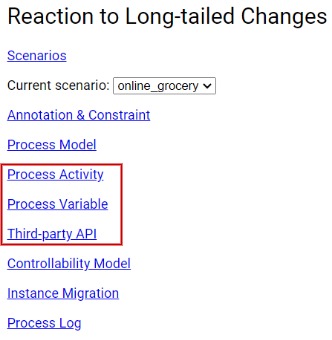 Reaction to Long-tailed Changes
Scenarios
Current scenario: online_grocery
Annotation & Constraint
Process Model
Process Activity
Process Variable
Third-party API
Controllability Model
Instance Migration
Process Log